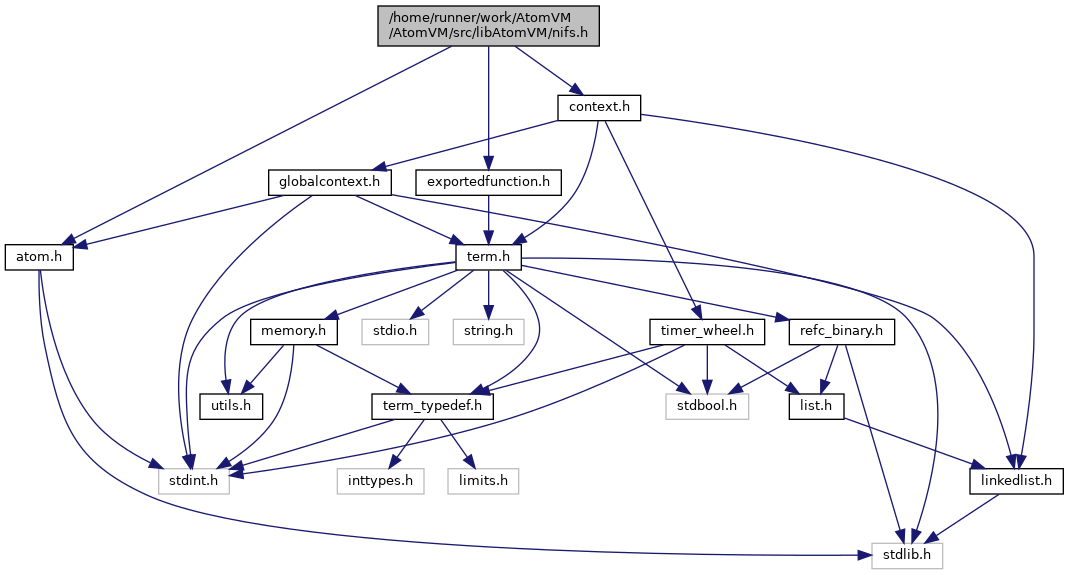 /home/runner/work/AtomVM
/AtomVM/src/libAtomVM/nifs.h
context.h
globalcontext.h
exportedfunction.h
atom.h
term.h
memory.h
stdio.h
string.h
timer_wheel.h
refc_binary.h
utils.h
term_typedef.h
stdbool.h
list.h
stdint.h
inttypes.h
limits.h
linkedlist.h
stdlib.h